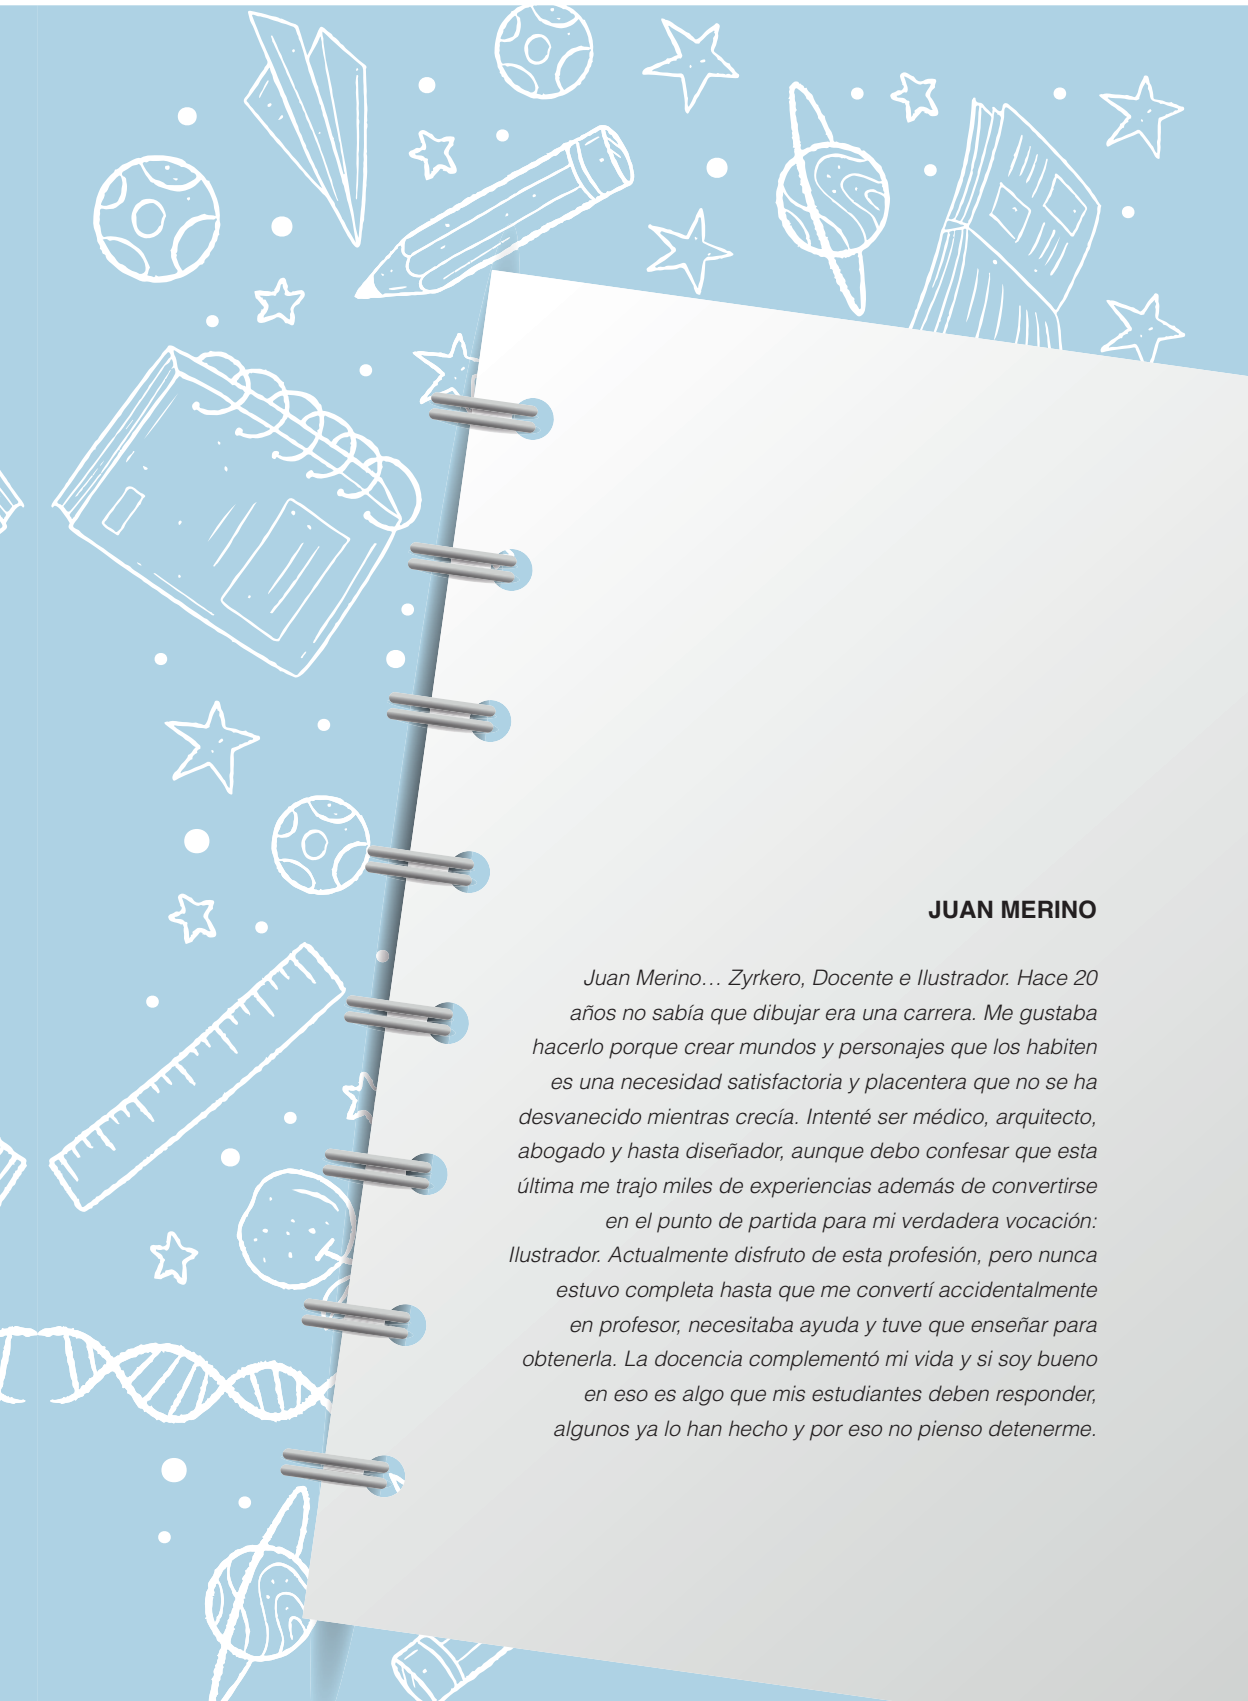 JUAN MERINO
Juan Merino… Zyrkero, Docente e Ilustrador. Hace 20
años no sabía que dibujar era una carrera. Me gustaba
hacerlo porque crear mundos y personajes que los habiten
es una necesidad satisfactoria y placentera que no se ha
desvanecido mientras crecía. Intenté ser médico, arquitecto,
abogado y hasta diseñador, aunque debo confesar que esta
última me trajo miles de experiencias además de convertirse
en el punto de partida para mi verdadera vocación:
Ilustrador. Actualmente disfruto de esta profesión, pero nunca
estuvo completa hasta que me convertí accidentalmente
en profesor, necesitaba ayuda y tuve que enseñar para
obtenerla. La docencia complementó mi vida y si soy bueno
en eso es algo que mis estudiantes deben responder,
algunos ya lo han hecho y por eso no pienso detenerme.